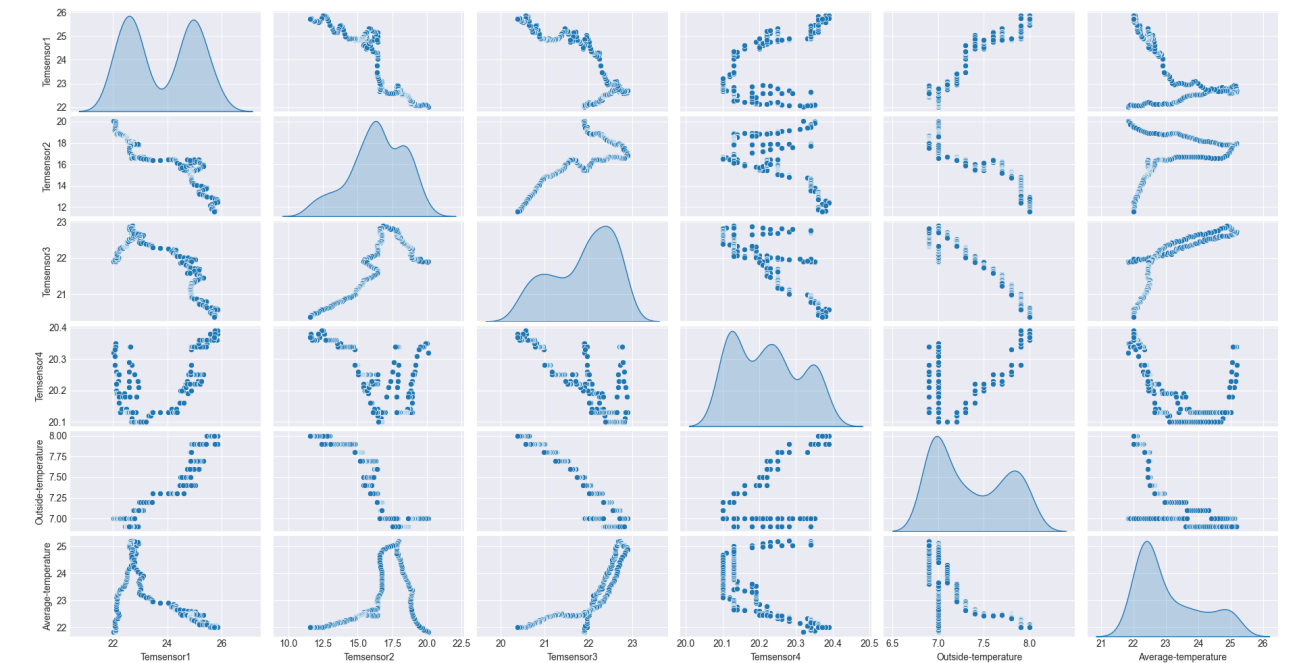 Temsensor1
26
25
24
23
22
Temsensor2
20
18
16
14
12
Temsensor3
23
22
21
Temsensor4
20.4
20.3
20.2
20.1
Outside-temperature
8.00
7.75
7.50
7.25
7.00
Average-temperature
25
24
23
22
22 24 26
10.0 12.5 15.0 17.5 20.0 22.5
20 21 22 23
20.0 20.1 20.2 20.3 20.4 20.5
6.5 7.0 7.5 8.0
21 22 23 24 25 26
Temsensor1 Temsensor2 Temsensor3 Temsensor4 Outside-temperature Average-temperature